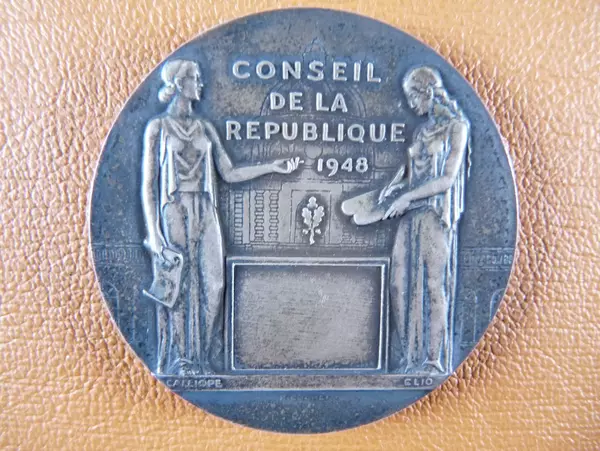 CONSEIL
DE LA
REPUBLIQUE
1948
CALLIOPE
CLIO